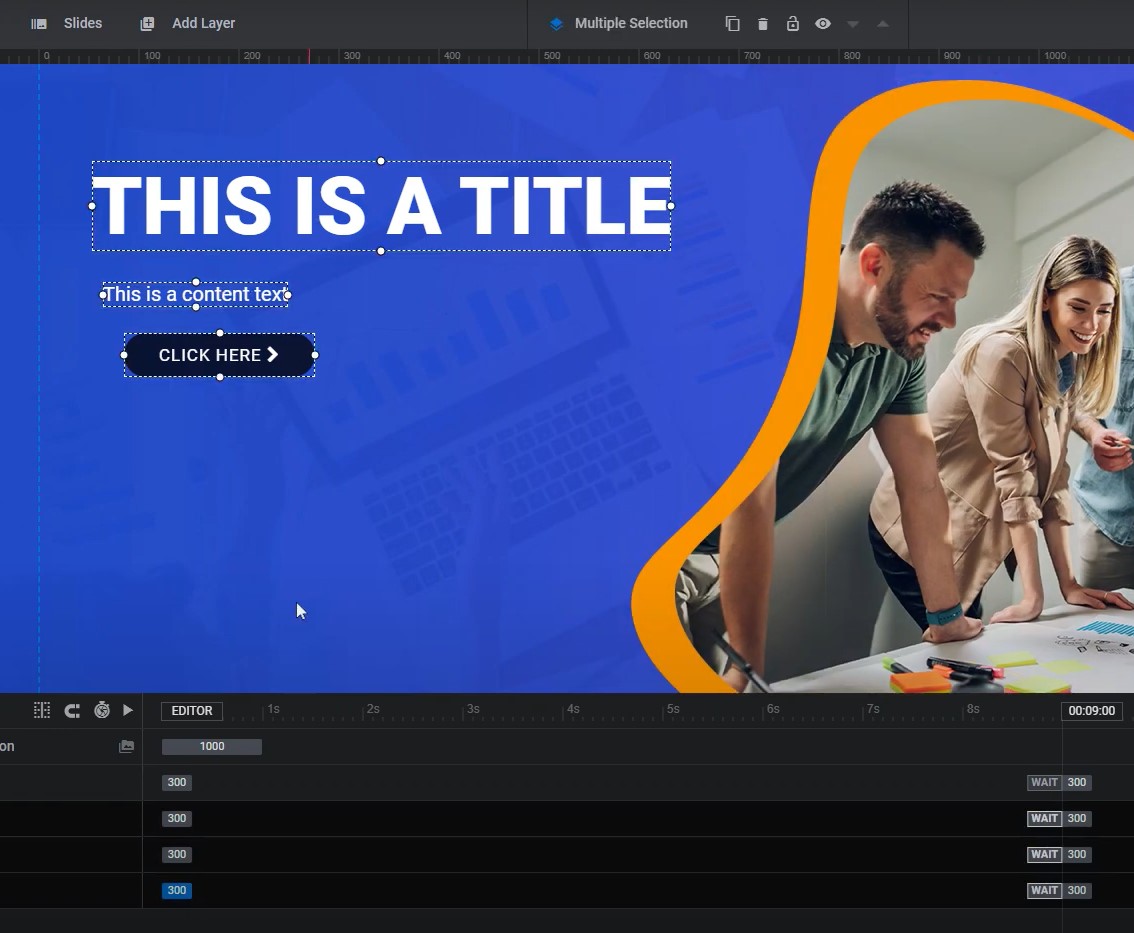 Slides Add Layer Multiple Selection
0 100 200 300 400 500 600 700 800 900 1000
THIS IS A TITLE
This is a content text
CLICK HERE
EDITOR 1s 2s 3s 4s 5s 6s 7s 8s 00:09:00
on 1000
300 WAIT 300
300 WAIT 300
300 WAIT 300
300 WAIT 300